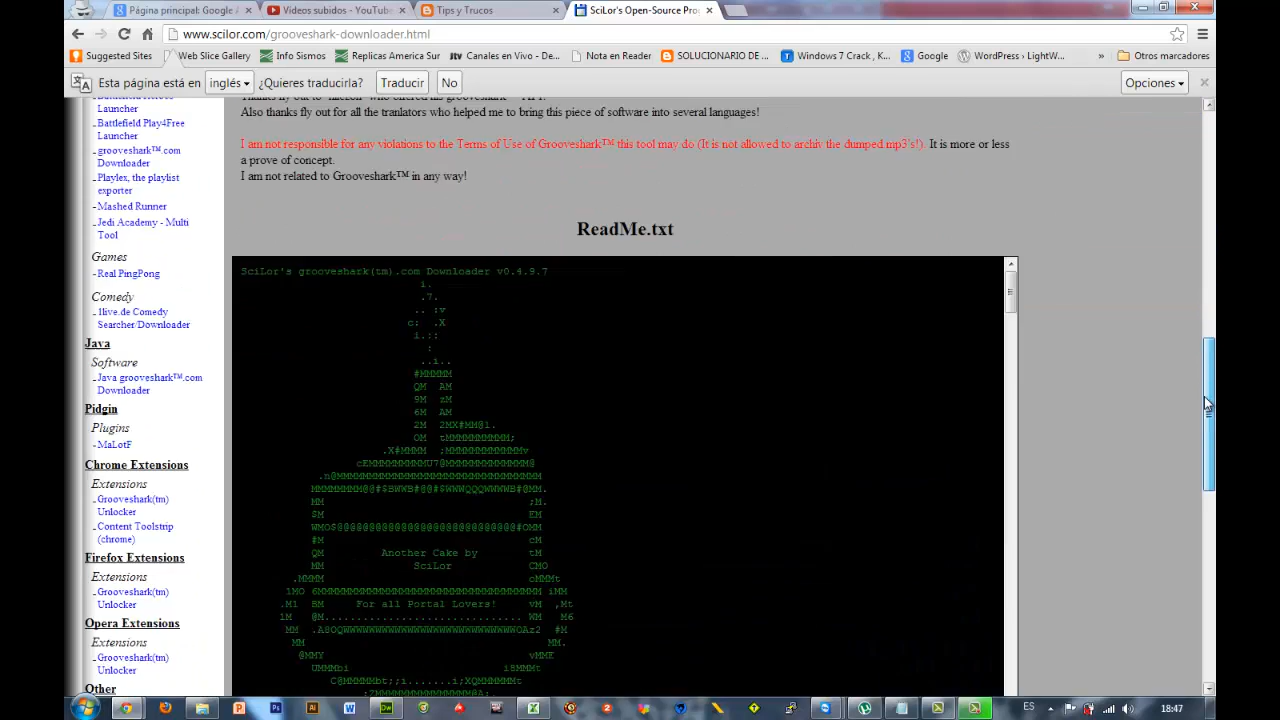 Página principal: Google A
Videos subidos - YouTube
Tips y Trucos
SciLor's Open-Source Pro
www.scilor.com/grooveshark-downloader.html
Suggested Sites
Web Slice Gallery
Info Sismos
Replicas America Sur
Canales en Vivo - De...
Nota en Reader
SOLUCIONARIO DE ...
Windows 7 Crack , K...
Google
WordPress › LightW...
»
Otros marcadores
Esta página está en
inglés
¿Quieres traducirla?
Traducir
No
Opciones
Launcher
Battlefield Play4Free
Launcher
grooveshark™.com
Downloader
Playlex, the playlist
exporter
Mashed Runner
Jedi Academy - Multi
Tool
Games
Real PingPong
Comedy
1live.de Comedy
Searcher/Downloader
Java
Software
Java grooveshark™.com
Downloader
Pidgin
Plugins
MaLotF
Chrome Extensions
Extensions
Grooveshark(tm)
Unlocker
Content Toolstrip
(chrome)
Firefox Extensions
Extensions
Grooveshark(tm)
Unlocker
Opera Extensions
Extensions
Grooveshark(tm)
Unlocker
Other
Also thanks fly out for all the tranlators who helped me to bring this piece of software into several languages!
I am not responsible for any violations to the Terms of Use of Grooveshark™ this tool may do (It is not allowed to archiv the dumped mp3's!). It is more or less
a prove of concept.
I am not related to Grooveshark™ in any way!
ReadMe.txt
SciLor's grooveshark(tm).com Downloader v0.4.9.7
Another Cake by
SciLor
For all Portal Lovers!
ES
18:47